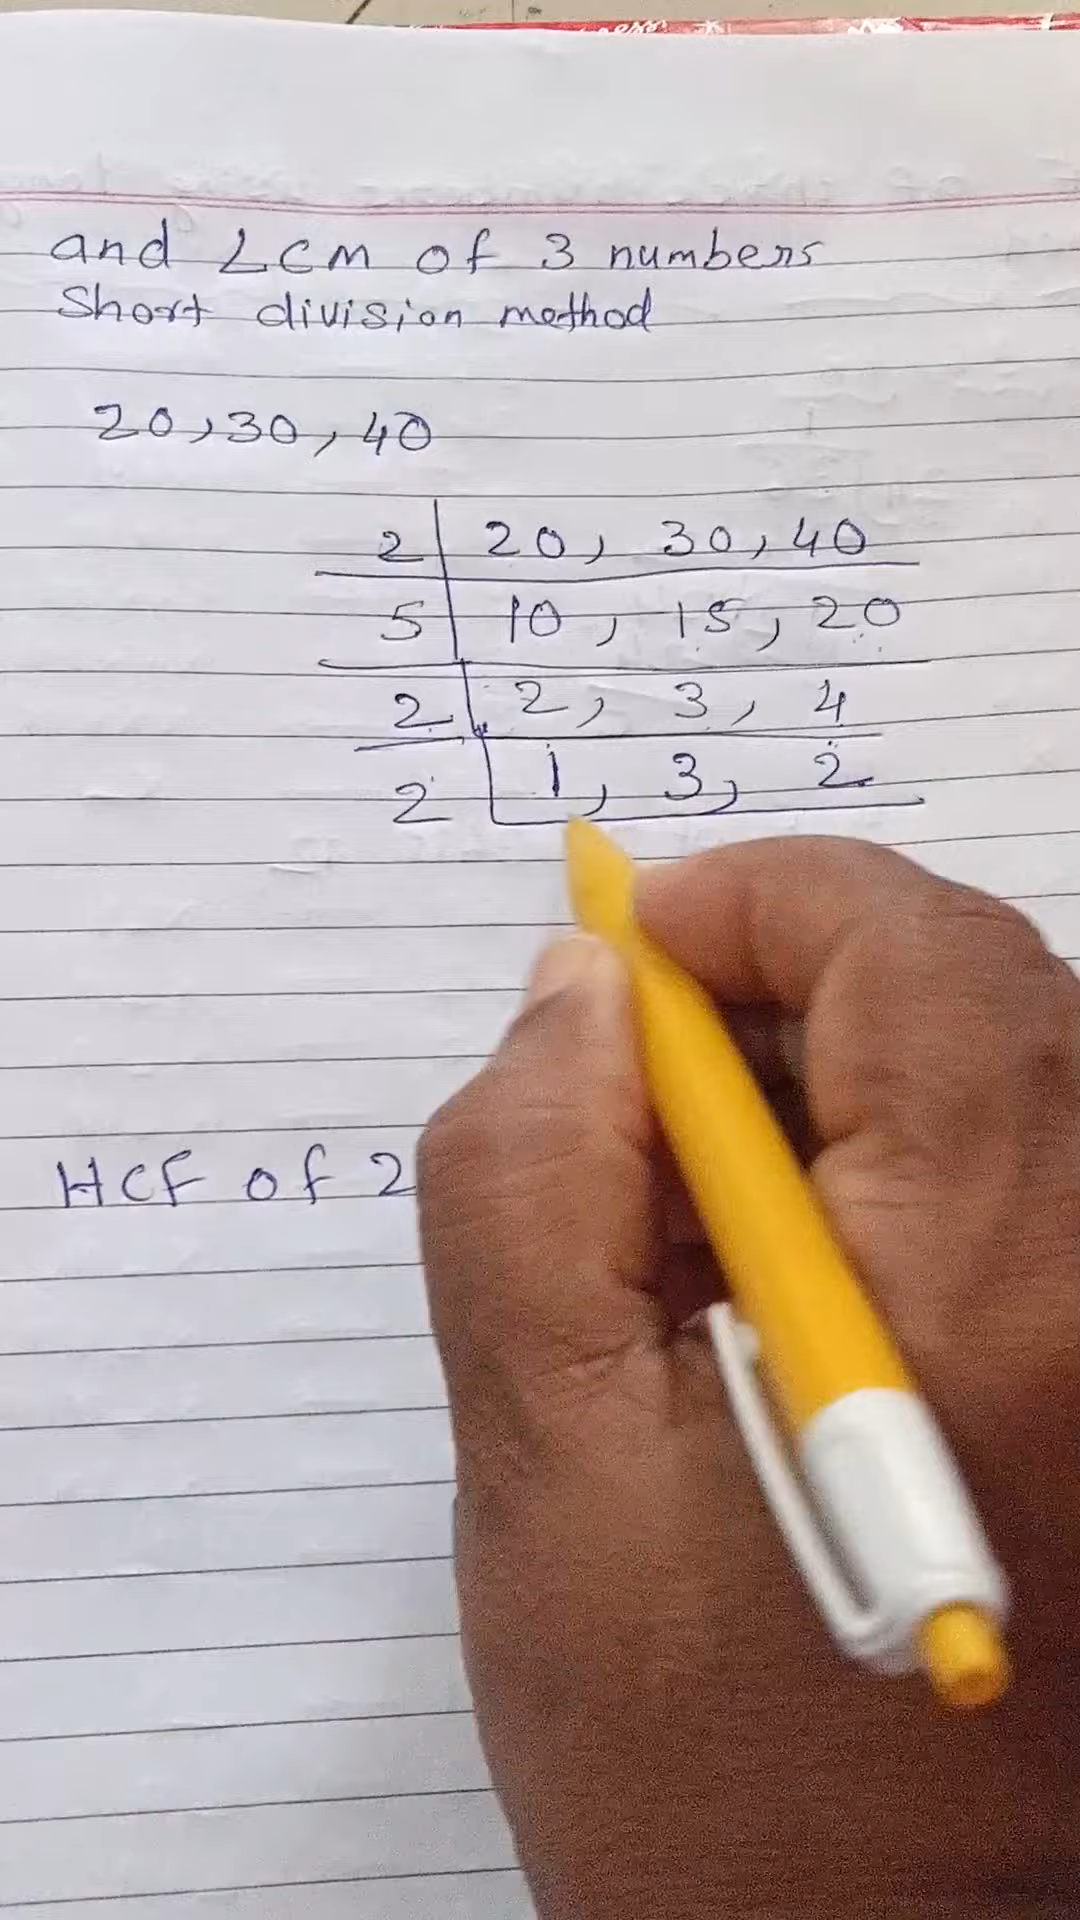 and LCM of 3 numbers
Short division method
20, 30, 40
2 | 20, 30, 40
5 | 10, 15, 20
2 | 2, 3, 4
2 | 1, 3, 2
HCF of 2